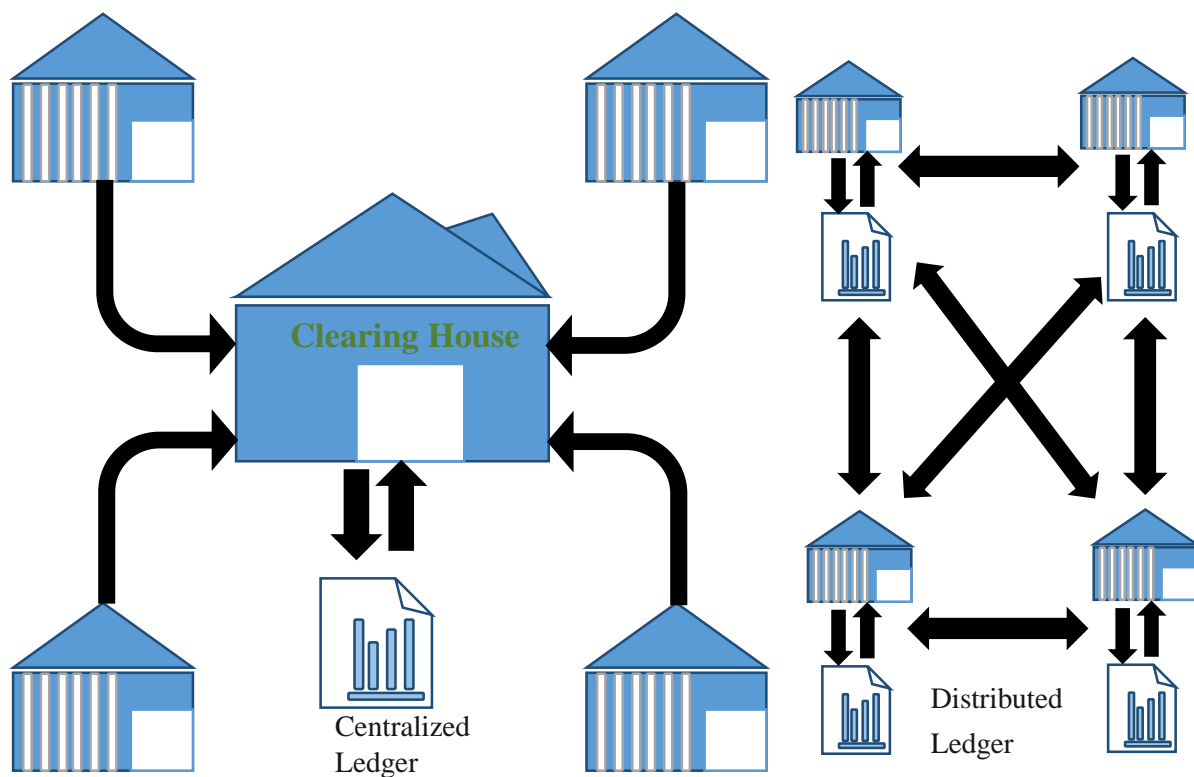 Clearing House
Centralized
Ledger
Distributed
Ledger